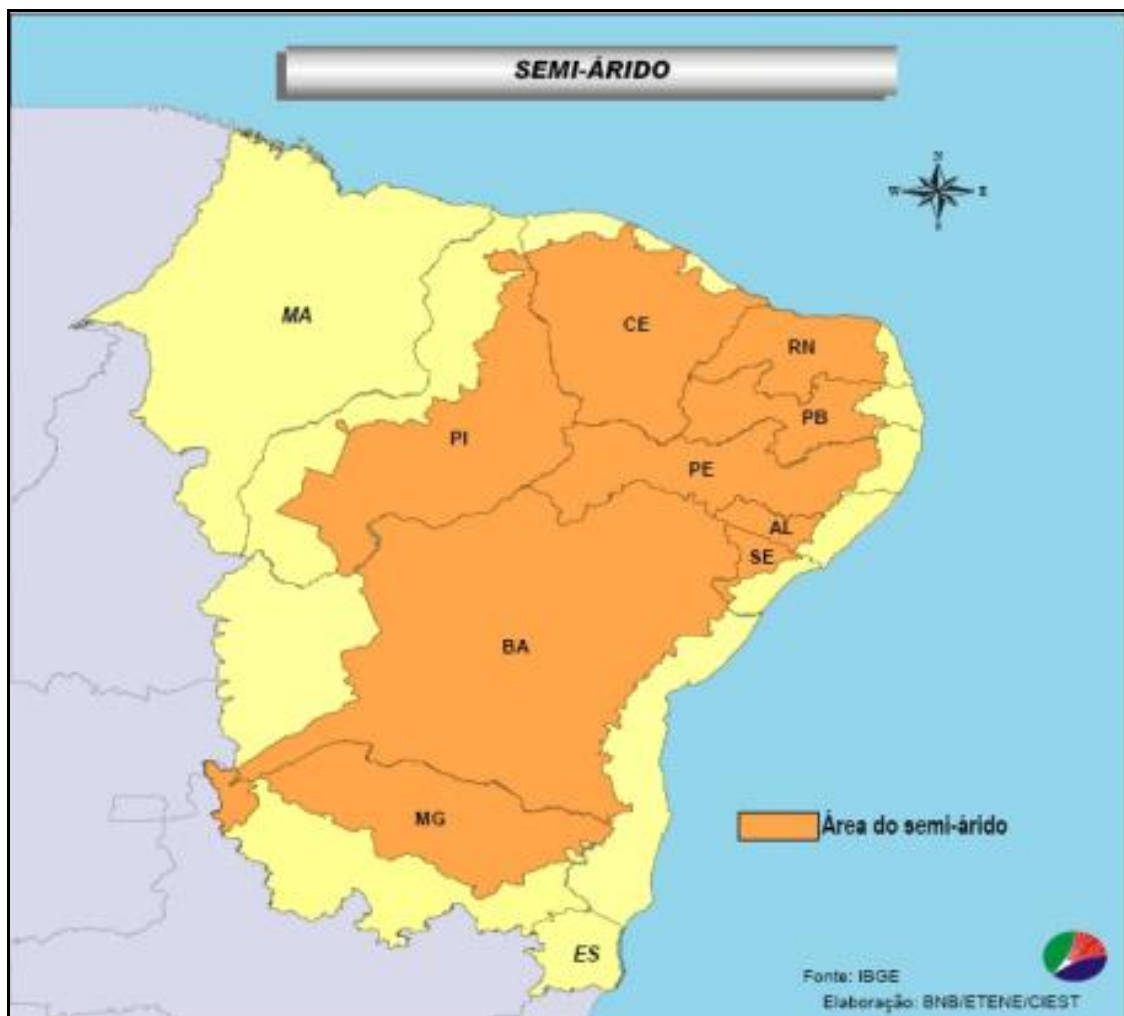 SEMI-ÁRIDO
N
W E
S
MA
CE
RN
PI
PB
PE
AL
SE
BA
MG
Área do semi-árido
ES
Fonte: IBGE
Elaboração: BNB/ETENE/CIEST